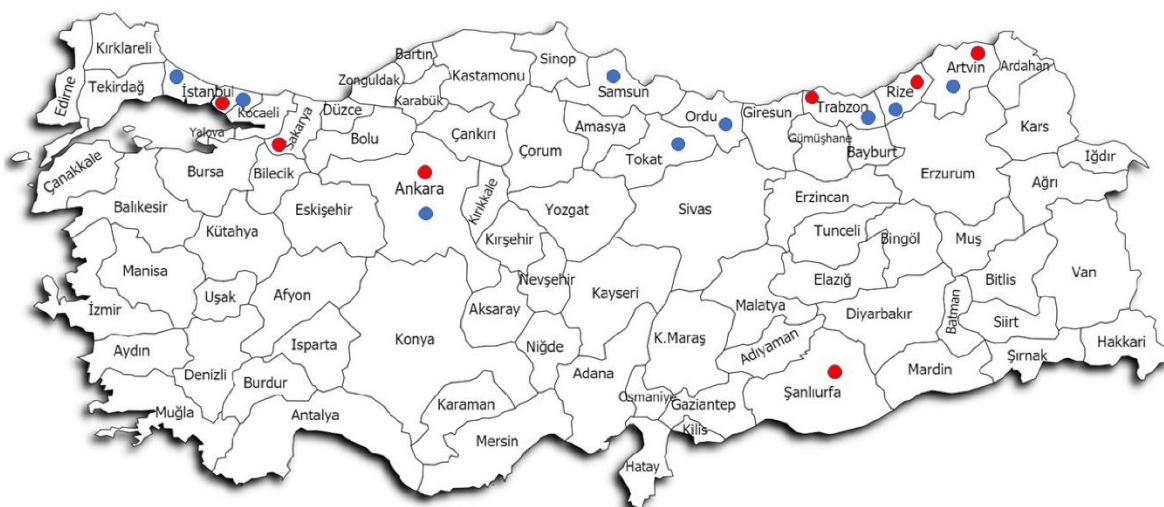 Kırklareli
Edirne
Tekirdağ
İstanbul
Kocaeli
Yalova
Sakarya
Düzce
Zonguldak
Bartın
Karabük
Kastamonu
Sinop
Samsun
Ordu
Giresun
Trabzon
Rize
Artvin
Ardahan
Çanakkale
Bursa
Bilecik
Bolu
Çankırı
Çorum
Amasya
Tokat
Gümüşhane
Bayburt
Kars
Iğdır
Balıkesir
Kütahya
Eskişehir
Ankara
Kırıkkale
Yozgat
Sivas
Erzincan
Erzurum
Ağrı
Kırşehir
Tunceli
Bingöl
Muş
Manisa
Uşak
Afyon
Nevşehir
Aksaray
Kayseri
Malatya
Elazığ
Bitlis
Van
İzmir
Diyarbakır
Batman
Siirt
Aydın
Denizli
Isparta
Konya
Niğde
K.Maraş
Adıyaman
Mardin
Şırnak
Hakkari
Burdur
Adana
Şanlıurfa
Muğla
Antalya
Karaman
Mersin
Osmaniye
Gaziantep
Kilis
Hatay